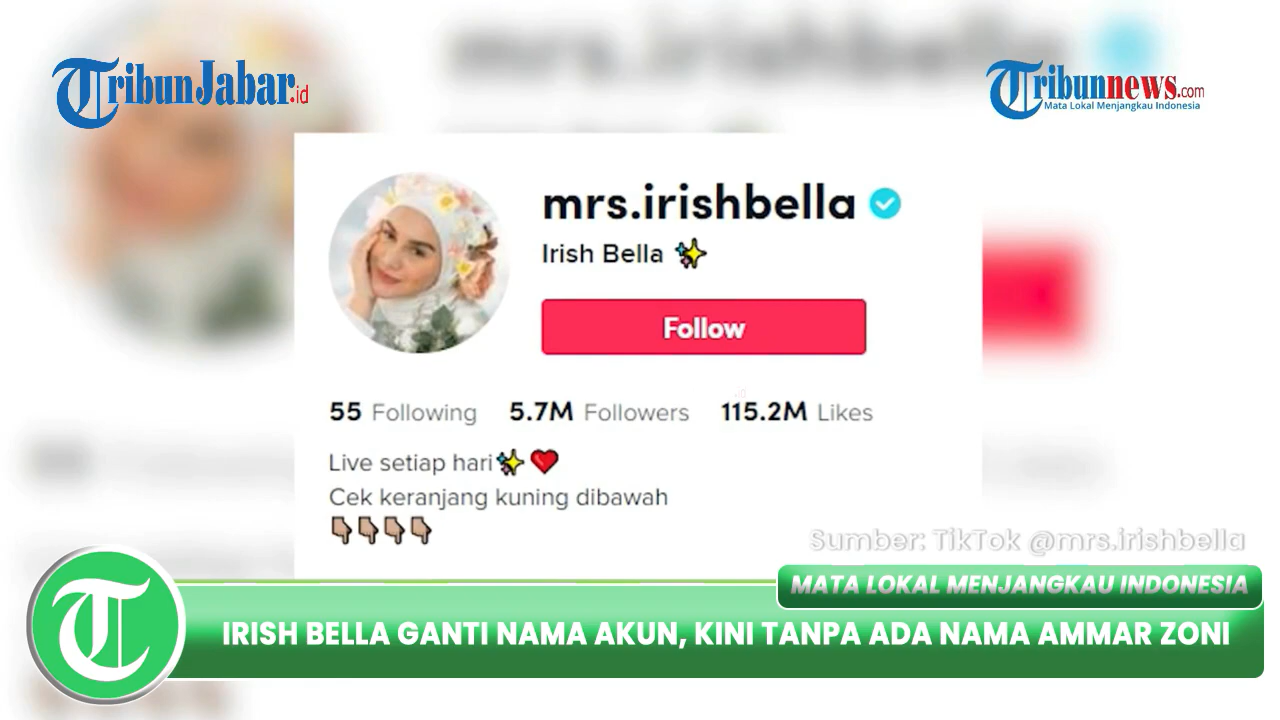 TribunJabar.id
Tribunnews.com
Mata Lokal Menjangkau Indonesia
mrs.irishbella
mrs.irishbella
Irish Bella ✨
Follow
55 Following 5.7M Followers 115.2M Likes
Live setiap hari✨❤️
Cek keranjang kuning dibawah
👇🏽👇🏽👇🏽👇🏽
Sumber: TikTok @mrs.irishbella
MATA LOKAL MENJANGKAU INDONESIA
T
IRISH BELLA GANTI NAMA AKUN, KINI TANPA ADA NAMA AMMAR ZONI